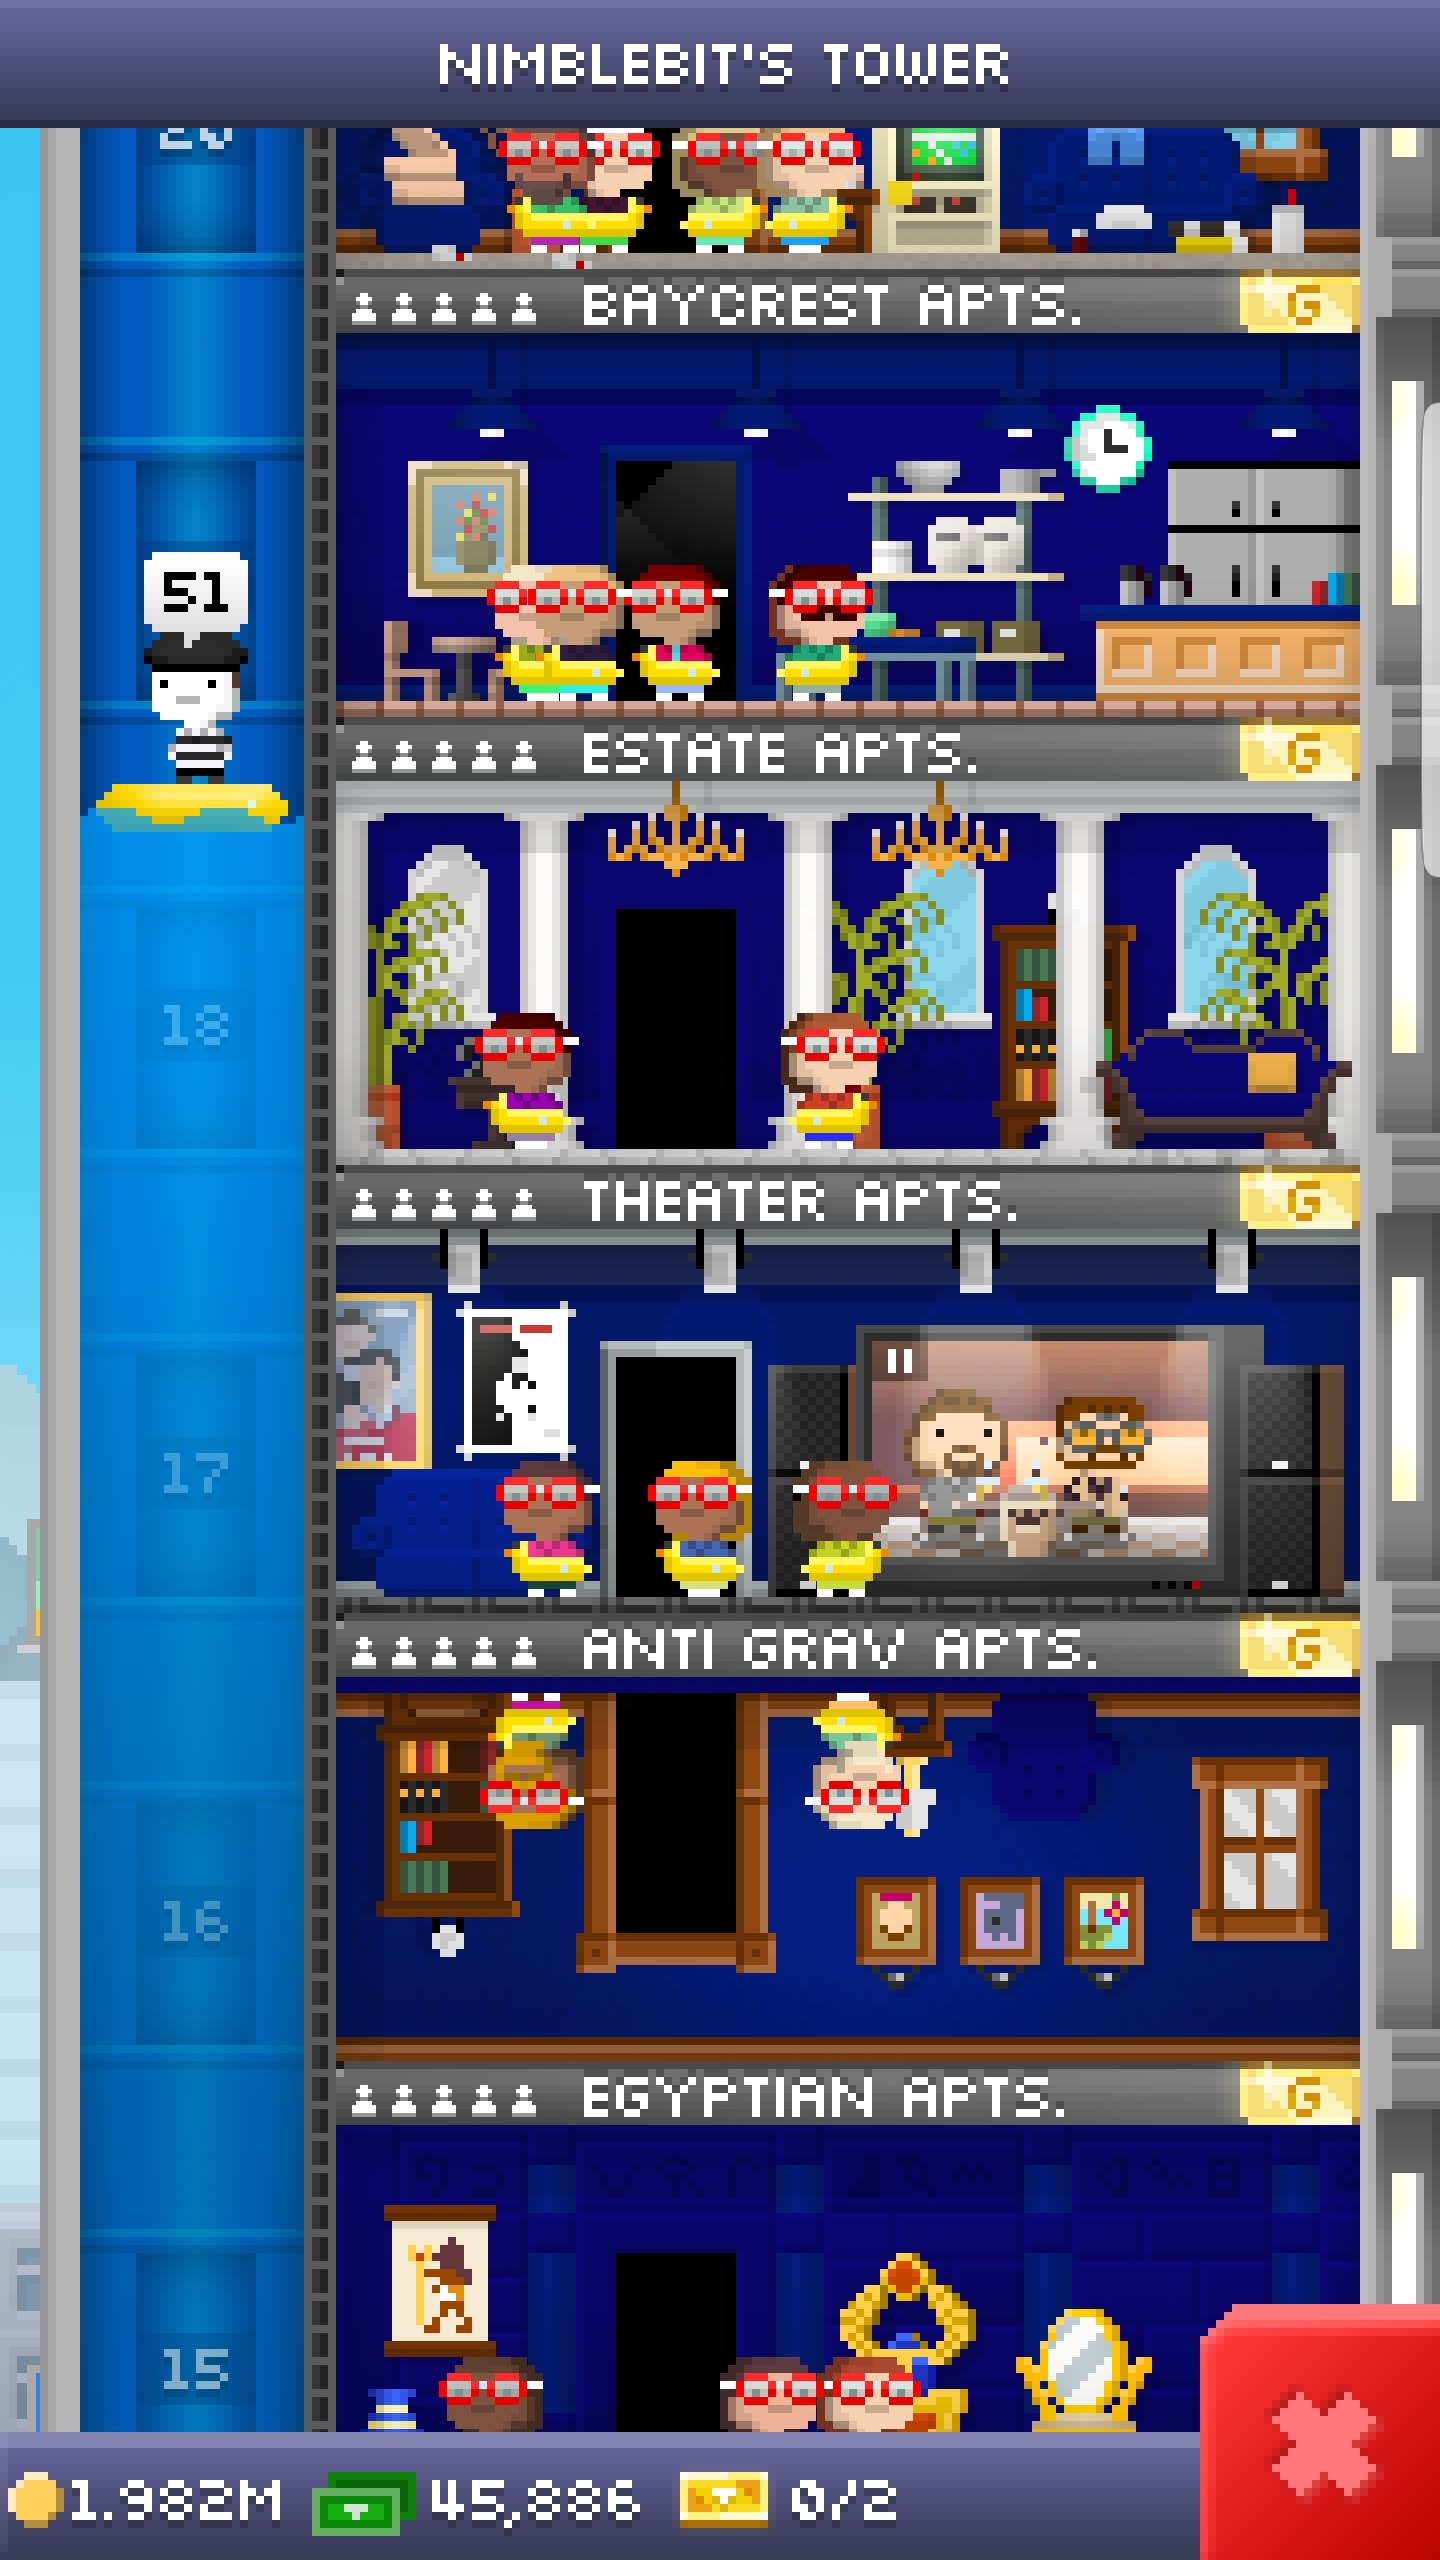 NIMBLEBIT'S TOWER
20
BAYCREST APTS. G
51
ESTATE APTS. G
18
THEATER APTS. G
17
ANTI GRAV APTS. G
16
EGYPTIAN APTS. G
15
1.982M 45,886 0/2